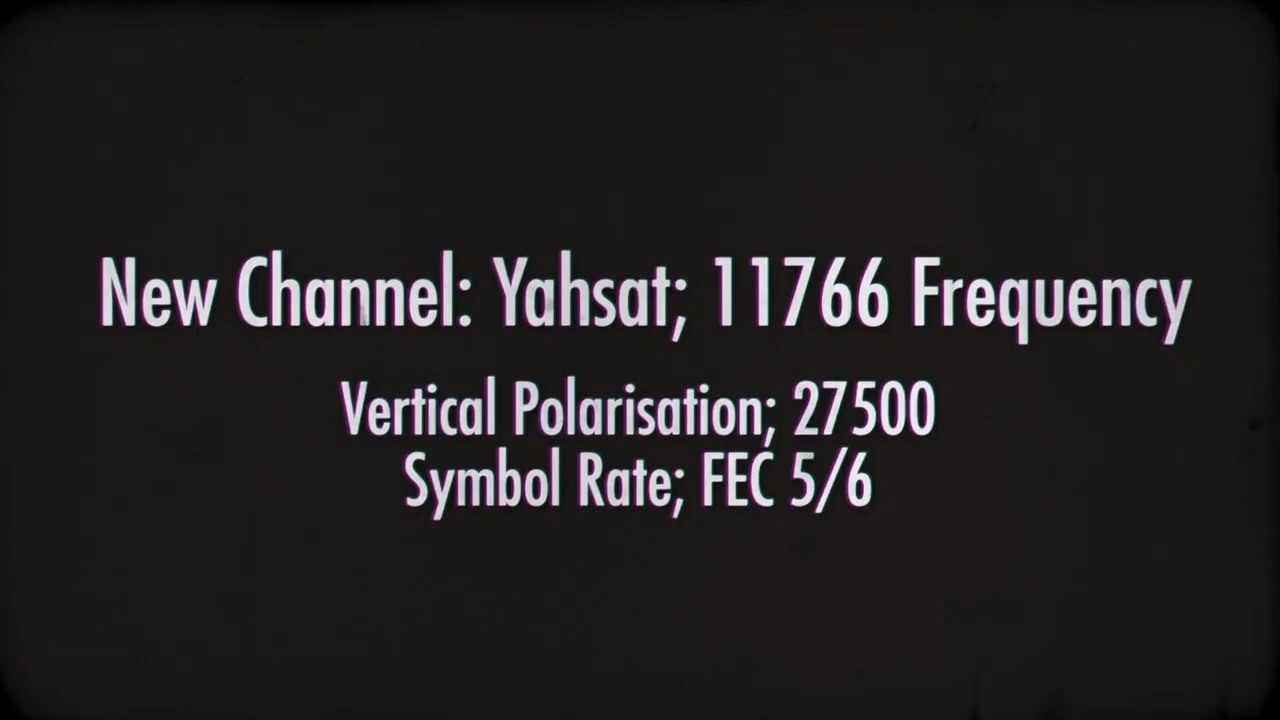 New Channel: Yahsat; 11766 Frequency
Vertical Polarisation; 27500
Symbol Rate; FEC 5/6